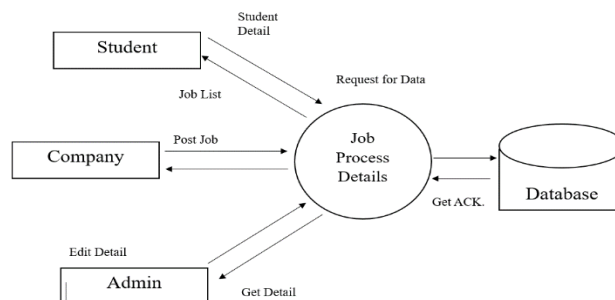 Student
Detail
Student
Request for Data
Job List
Post Job
Job
Process
Details
Company
Database
Get ACK.
Edit Detail
Admin
Get Detail